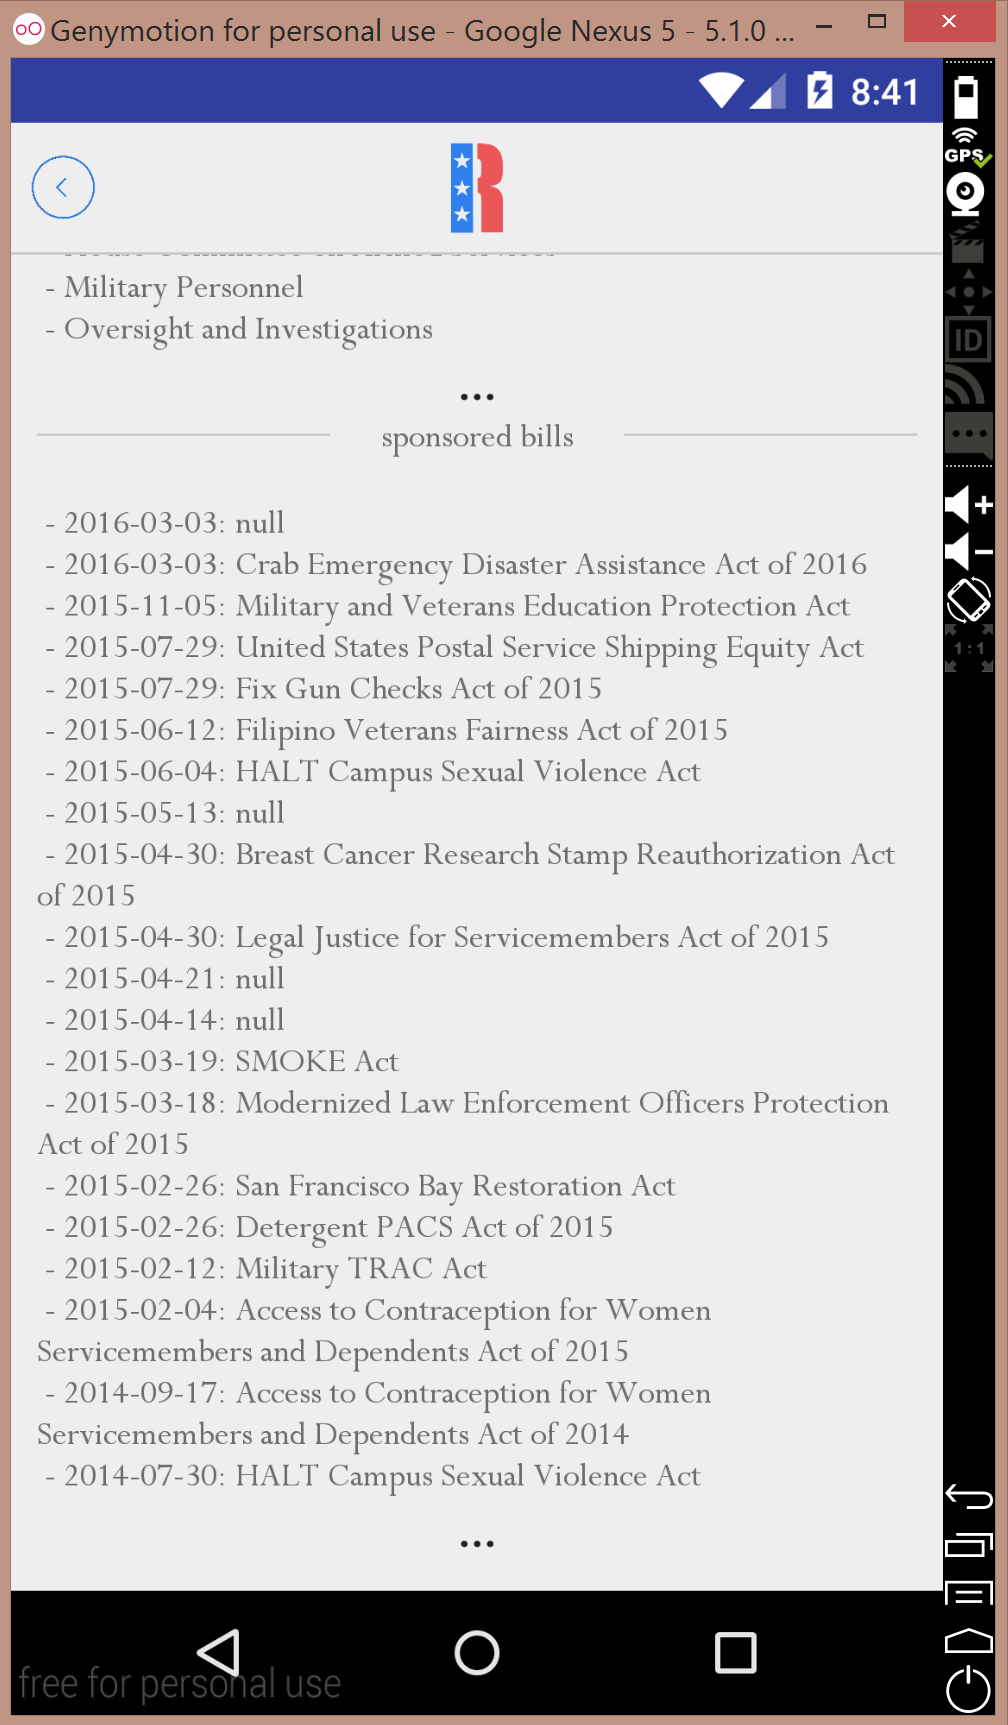 Genymotion for personal use - Google Nexus 5 - 5.1.0 ...
8:41
GPS
R
- House Committee on Armed Services
- Military Personnel
- Oversight and Investigations
ID
...
sponsored bills
- 2016-03-03: null
- 2016-03-03: Crab Emergency Disaster Assistance Act of 2016
- 2015-11-05: Military and Veterans Education Protection Act
- 2015-07-29: United States Postal Service Shipping Equity Act
1:1
- 2015-07-29: Fix Gun Checks Act of 2015
- 2015-06-12: Filipino Veterans Fairness Act of 2015
- 2015-06-04: HALT Campus Sexual Violence Act
- 2015-05-13: null
- 2015-04-30: Breast Cancer Research Stamp Reauthorization Act
of 2015
- 2015-04-30: Legal Justice for Servicemembers Act of 2015
- 2015-04-21: null
- 2015-04-14: null
- 2015-03-19: SMOKE Act
- 2015-03-18: Modernized Law Enforcement Officers Protection
Act of 2015
- 2015-02-26: San Francisco Bay Restoration Act
- 2015-02-26: Detergent PACS Act of 2015
- 2015-02-12: Military TRAC Act
- 2015-02-04: Access to Contraception for Women
Servicemembers and Dependents Act of 2015
- 2014-09-17: Access to Contraception for Women
Servicemembers and Dependents Act of 2014
- 2014-07-30: HALT Campus Sexual Violence Act
...
free for personal use